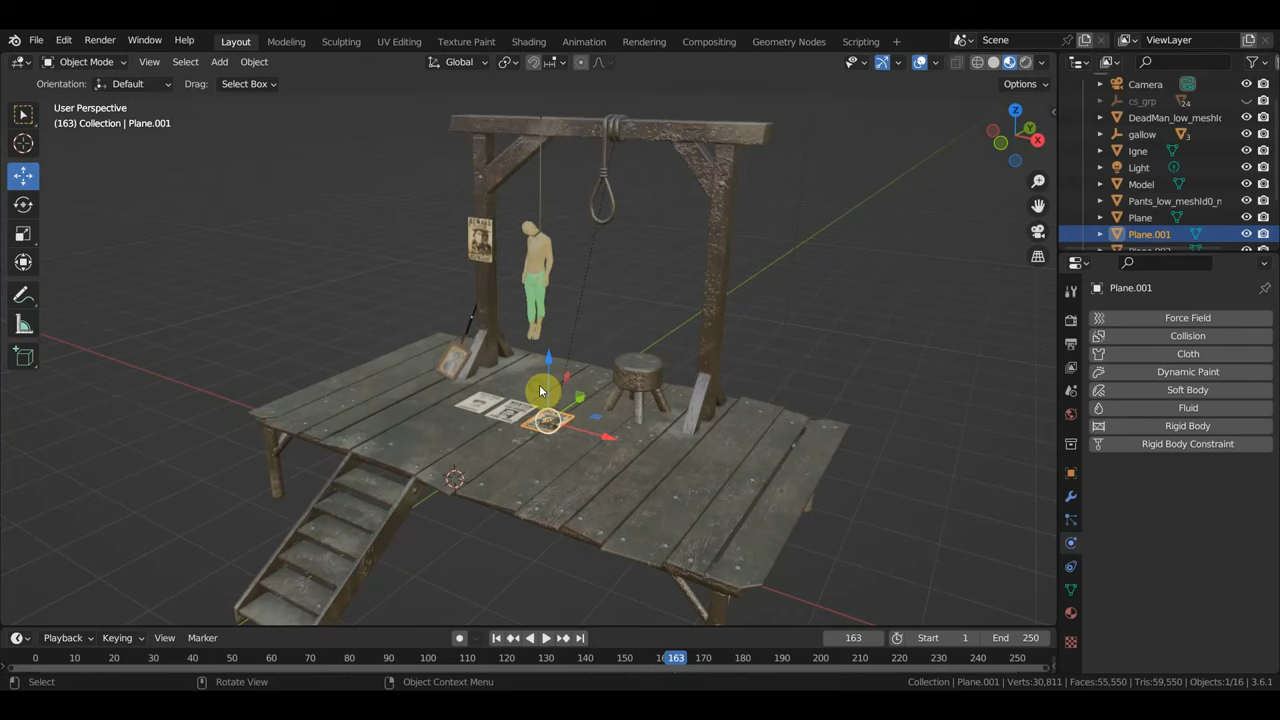 File Edit Render Window Help Layout Modeling Sculpting UV Editing Texture Paint Shading Animation Rendering Compositing Geometry Nodes Scripting + Scene ViewLayer
Object Mode View Select Add Object Global
Orientation: Default Drag: Select Box Options
User Perspective
(163) Collection | Plane.001
Z
Y
X
Camera
cs_grp 24
DeadMan_low_meshId
gallow 3
Igne
Light
Model
Pants_low_meshId0_n
Plane
Plane.001
Plane.001
Force Field
Collision
Cloth
Dynamic Paint
Soft Body
Fluid
Rigid Body
Rigid Body Constraint
Playback Keying View Marker 163 Start 1 End 250
0 10 20 30 40 50 60 70 80 90 100 110 120 130 140 150 163 170 180 190 200 210 220 230 240 250
Select Rotate View Object Context Menu Collection | Plane.001 | Verts:30,811 | Faces:55,550 | Tris:59,550 | Objects:1/16 | 3.6.1